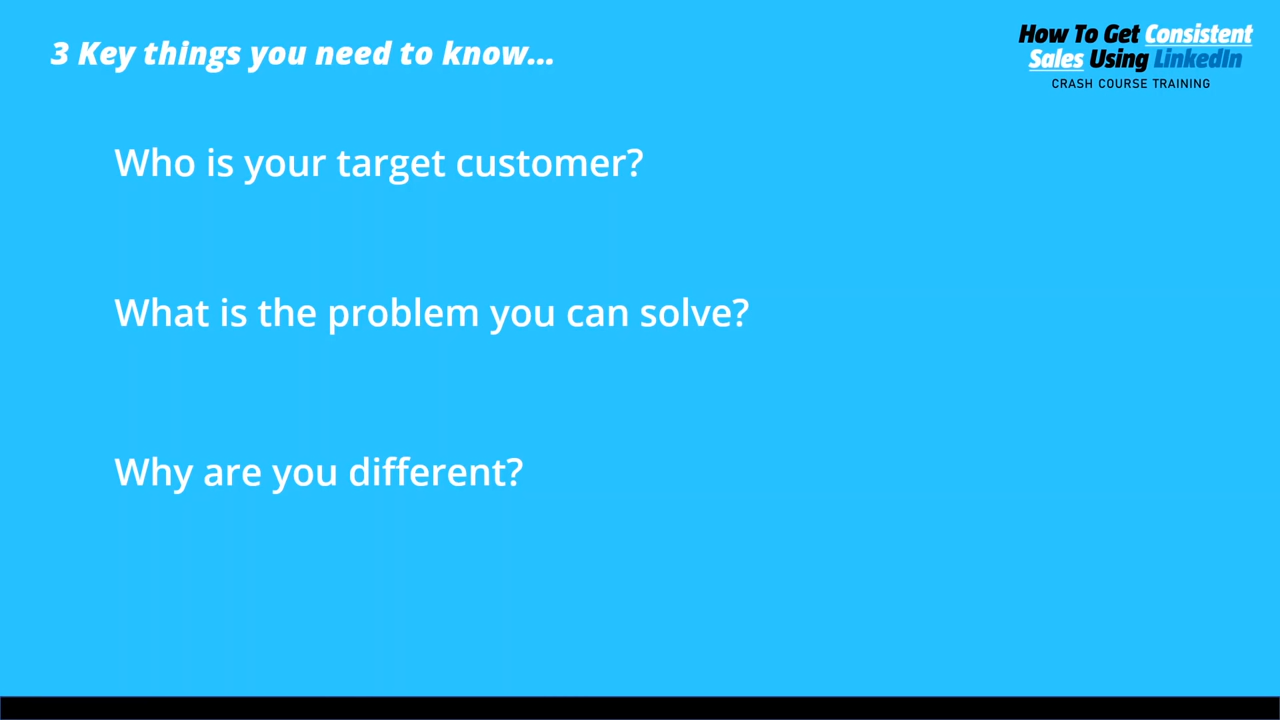 3 Key things you need to know...
How To Get Consistent
Sales Using LinkedIn
CRASH COURSE TRAINING
Who is your target customer?
What is the problem you can solve?
Why are you different?